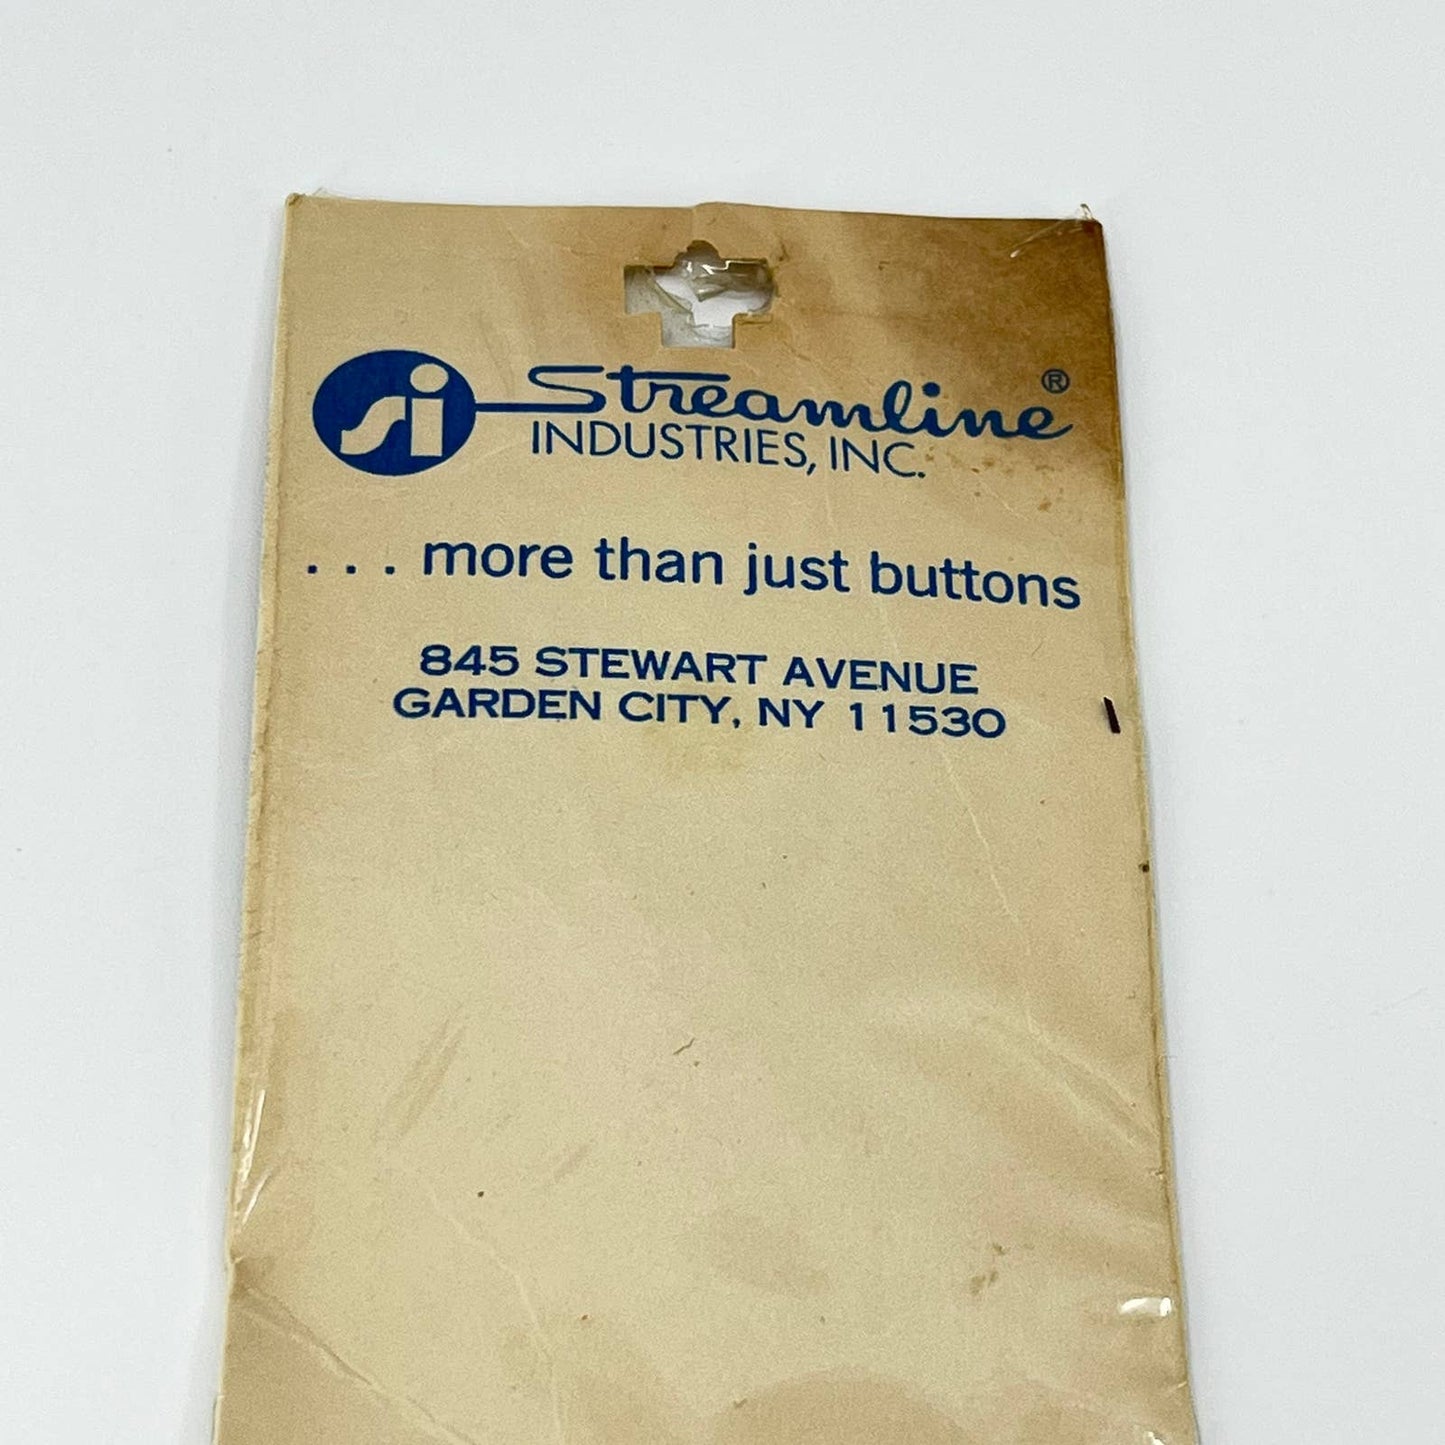 si Streamline®
INDUSTRIES, INC.
. . . more than just buttons
845 STEWART AVENUE
GARDEN CITY, NY 11530